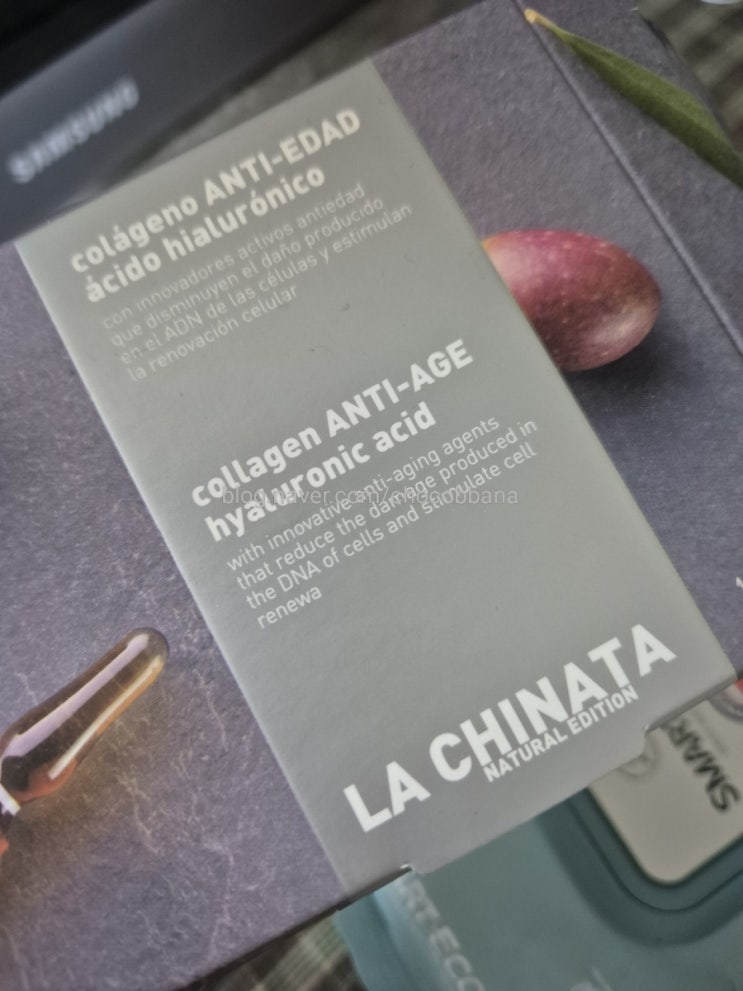 SAMSUNG
colágeno ANTI-EDAD
ácido hialurónico
con innovadores activos antiedad
que disminuyen el daño producido
en el ADN de las células y estimulan
la renovación celular
collagen ANTI-AGE
hyaluronic acid
with innovative anti-aging agents
that reduce the damage produced in
the DNA of cells and stimulate cell
renewa
LA CHINATA
NATURAL EDITION
SMART